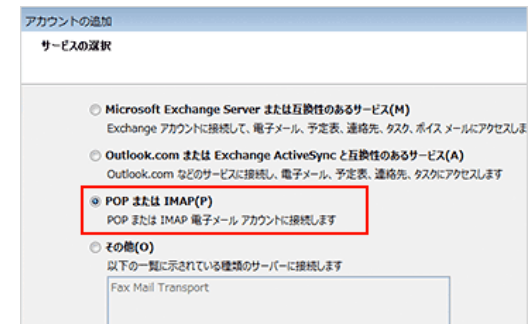 アカウントの追加
サービスの選択
Microsoft Exchange Server または互換性のあるサービス(M)
Exchange アカウントに接続して、電子メール、予定表、連絡先、タスク、ボイス メールにアクセスしま
Outlook.com または Exchange ActiveSync と互換性のあるサービス(A)
Outlook.com などのサービスに接続し、電子メール、予定表、連絡先、タスクにアクセスします
POP または IMAP(P)
POP または IMAP 電子メール アカウントに接続します
その他(O)
以下の一覧に示されている種類のサーバーに接続します
Fax Mail Transport